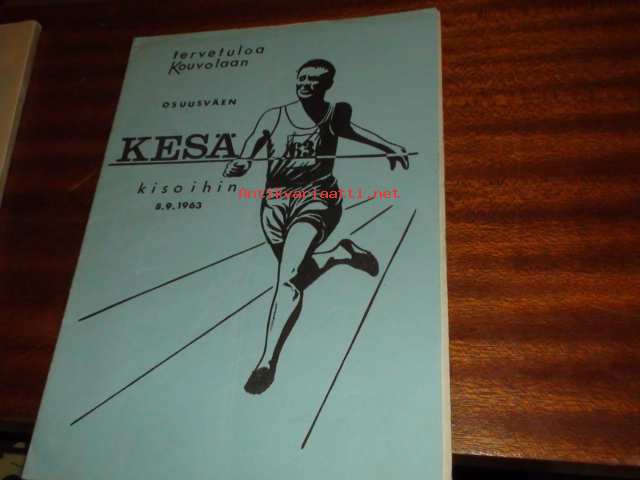 tervetuloa
Kouvolaan
OSUUSVÄEN
KESÄ
63
kisoihin
Antikvariaatti.net
8.9.1963